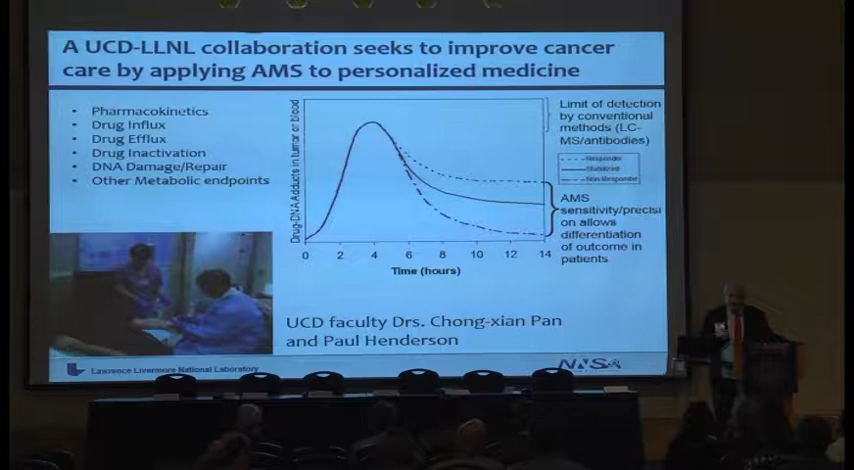 A UCD-LLNL collaboration seeks to improve cancer
care by applying AMS to personalized medicine
• Pharmacokinetics
• Drug Influx
• Drug Efflux
• Drug Inactivation
• DNA Damage/Repair
• Other Metabolic endpoints
Drug-DNA Adducts in tumor or blood
0 2 4 6 8 10 12 14
Time (hours)
Limit of detection
by conventional
methods (LC-
MS/antibodies)
Responder
Stabilized
Non-Responder
AMS
sensitivity/precisi
on allows
differentiation
of outcome in
patients
UCD faculty Drs. Chong-xian Pan
and Paul Henderson
Lawrence Livermore National Laboratory
NNSA